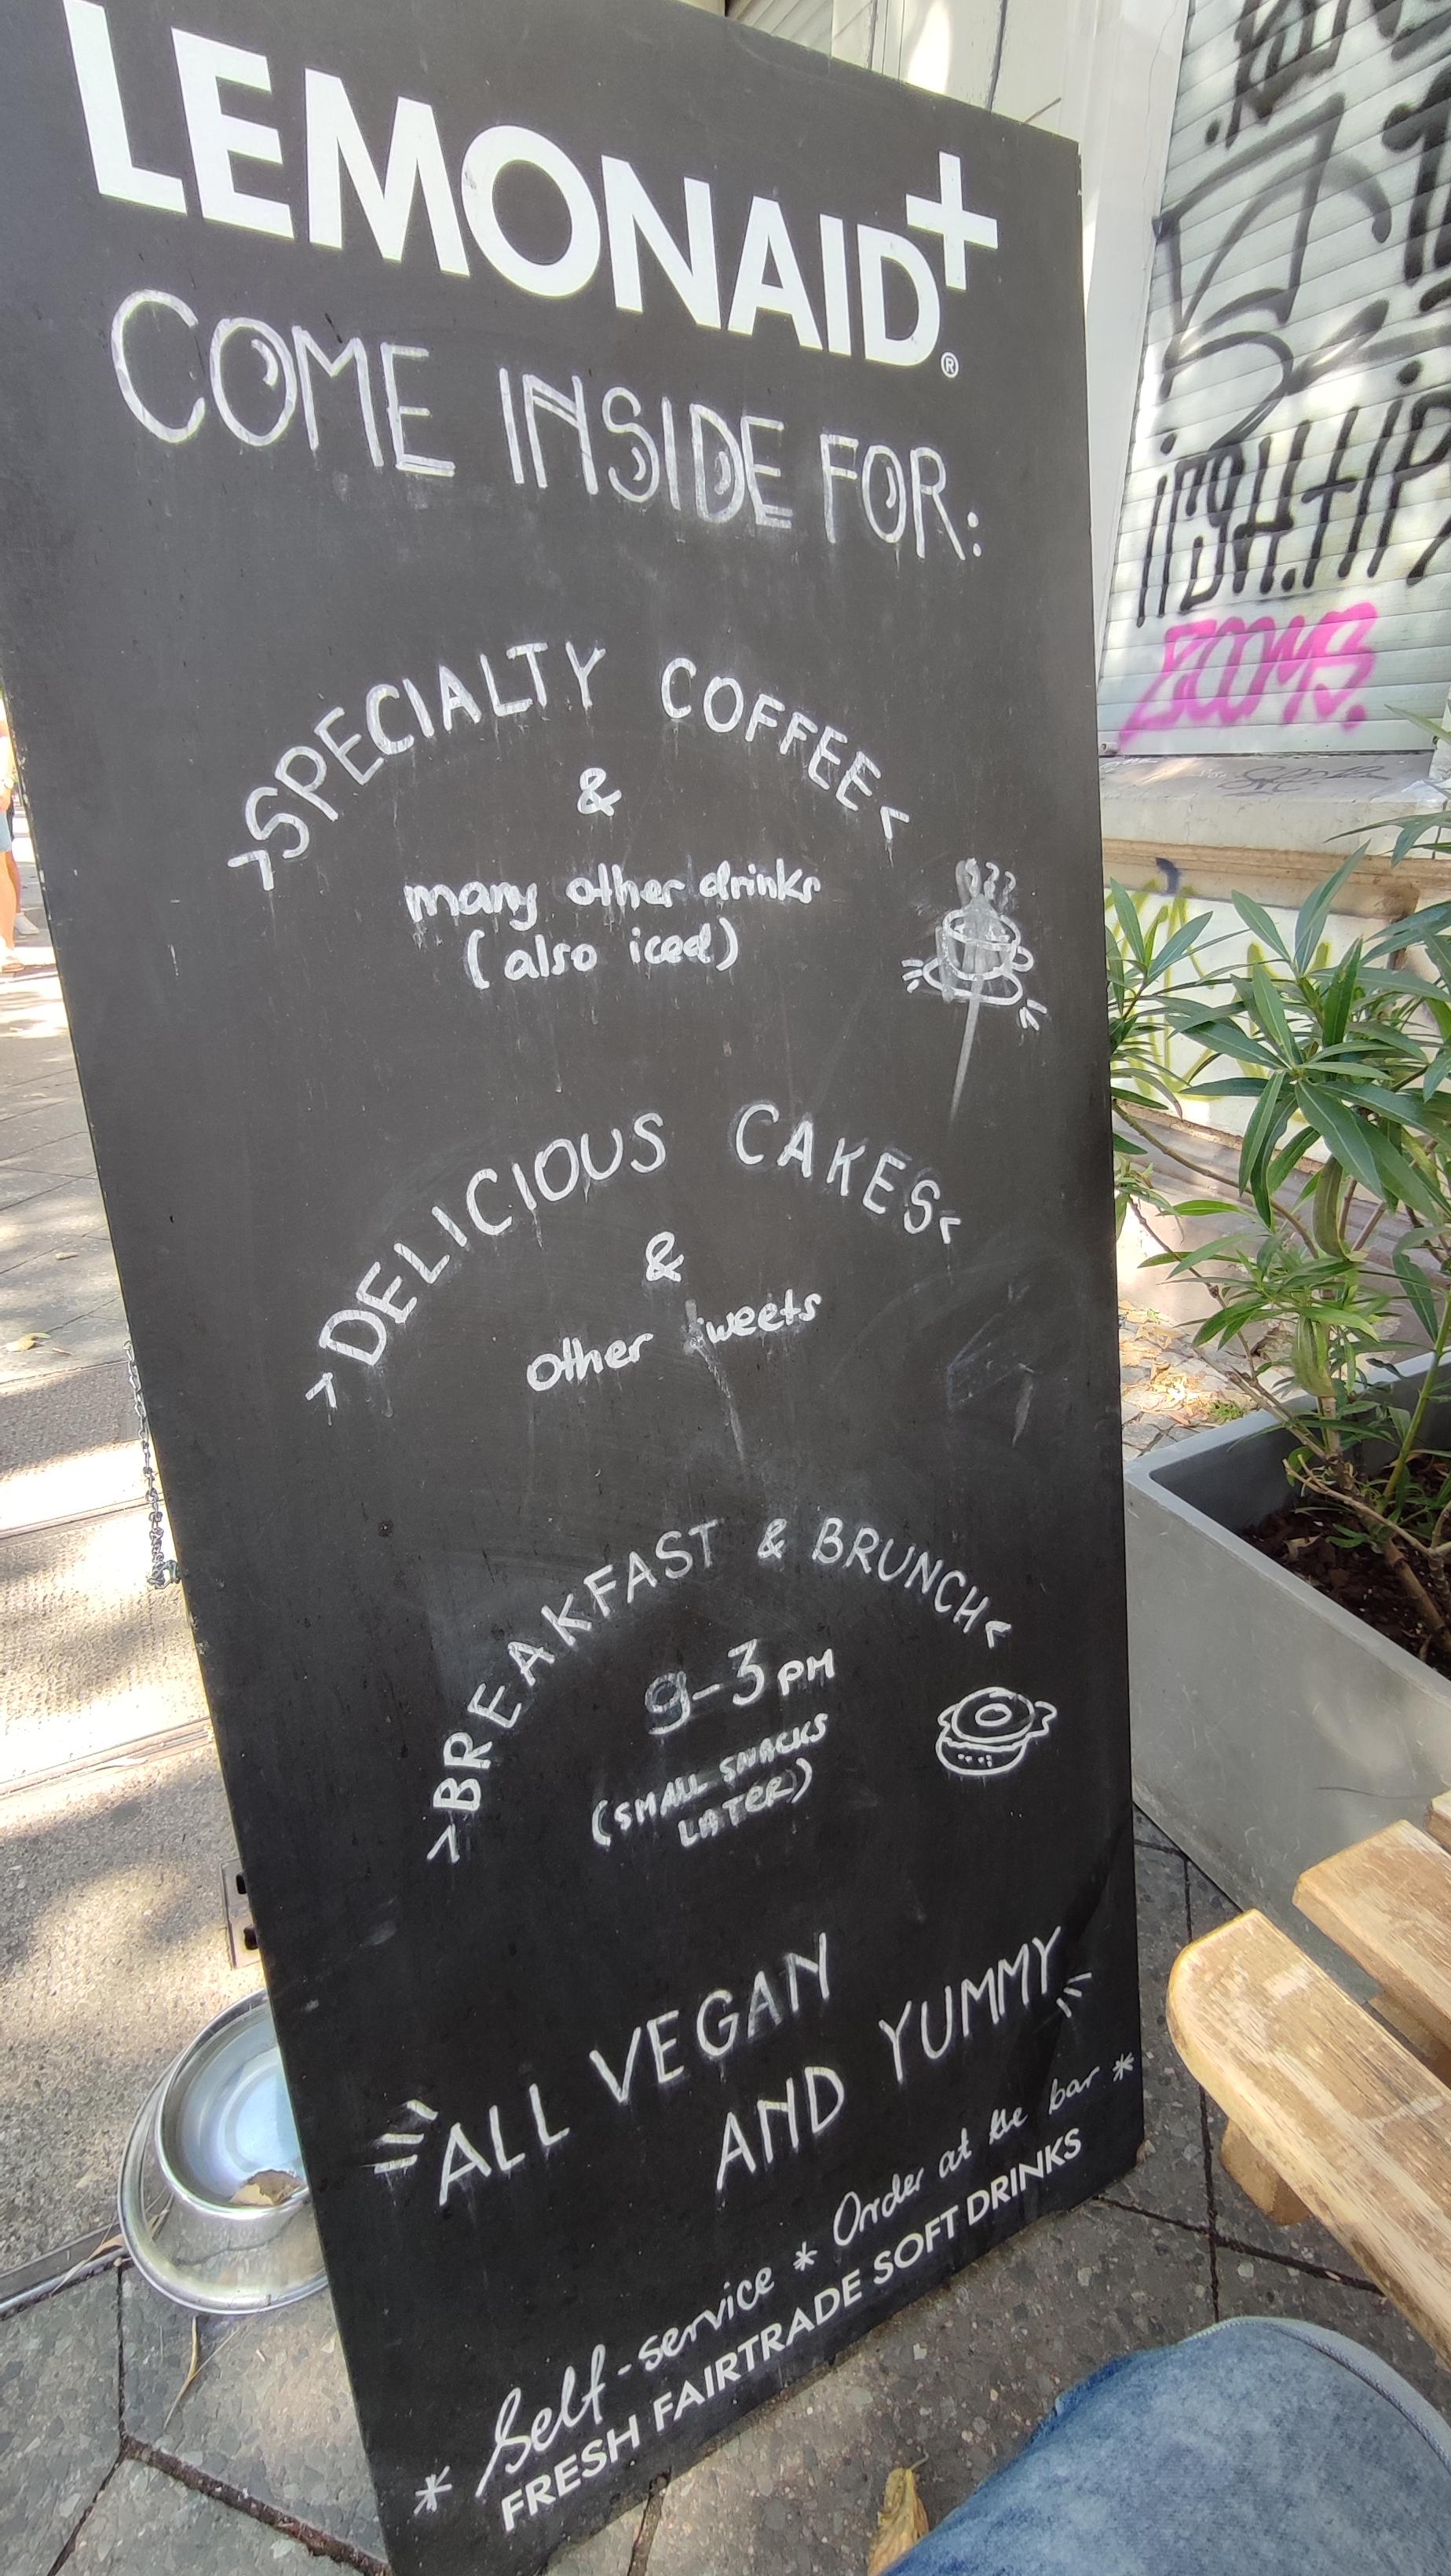 LEMONAID+®
COME INSIDE FOR:
>SPECIALTY COFFEE<
&
many other drinks
(also iced)
>DELICIOUS CAKES<
&
other sweets
>BREAKFAST & BRUNCH<
9-3 PM
(SMALL SNACKS
LATER)
ALL VEGAN
AND YUMMY
* Self-service * Order at the bar *
FRESH FAIRTRADE SOFT DRINKS
BOOMS.